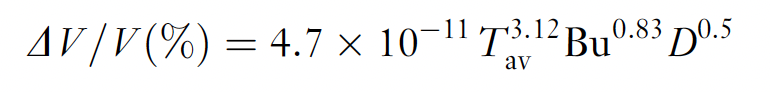 ΔV/V(%) = 4.7 × 10⁻¹¹ T_av^3.12 Bu^0.83 D^0.5